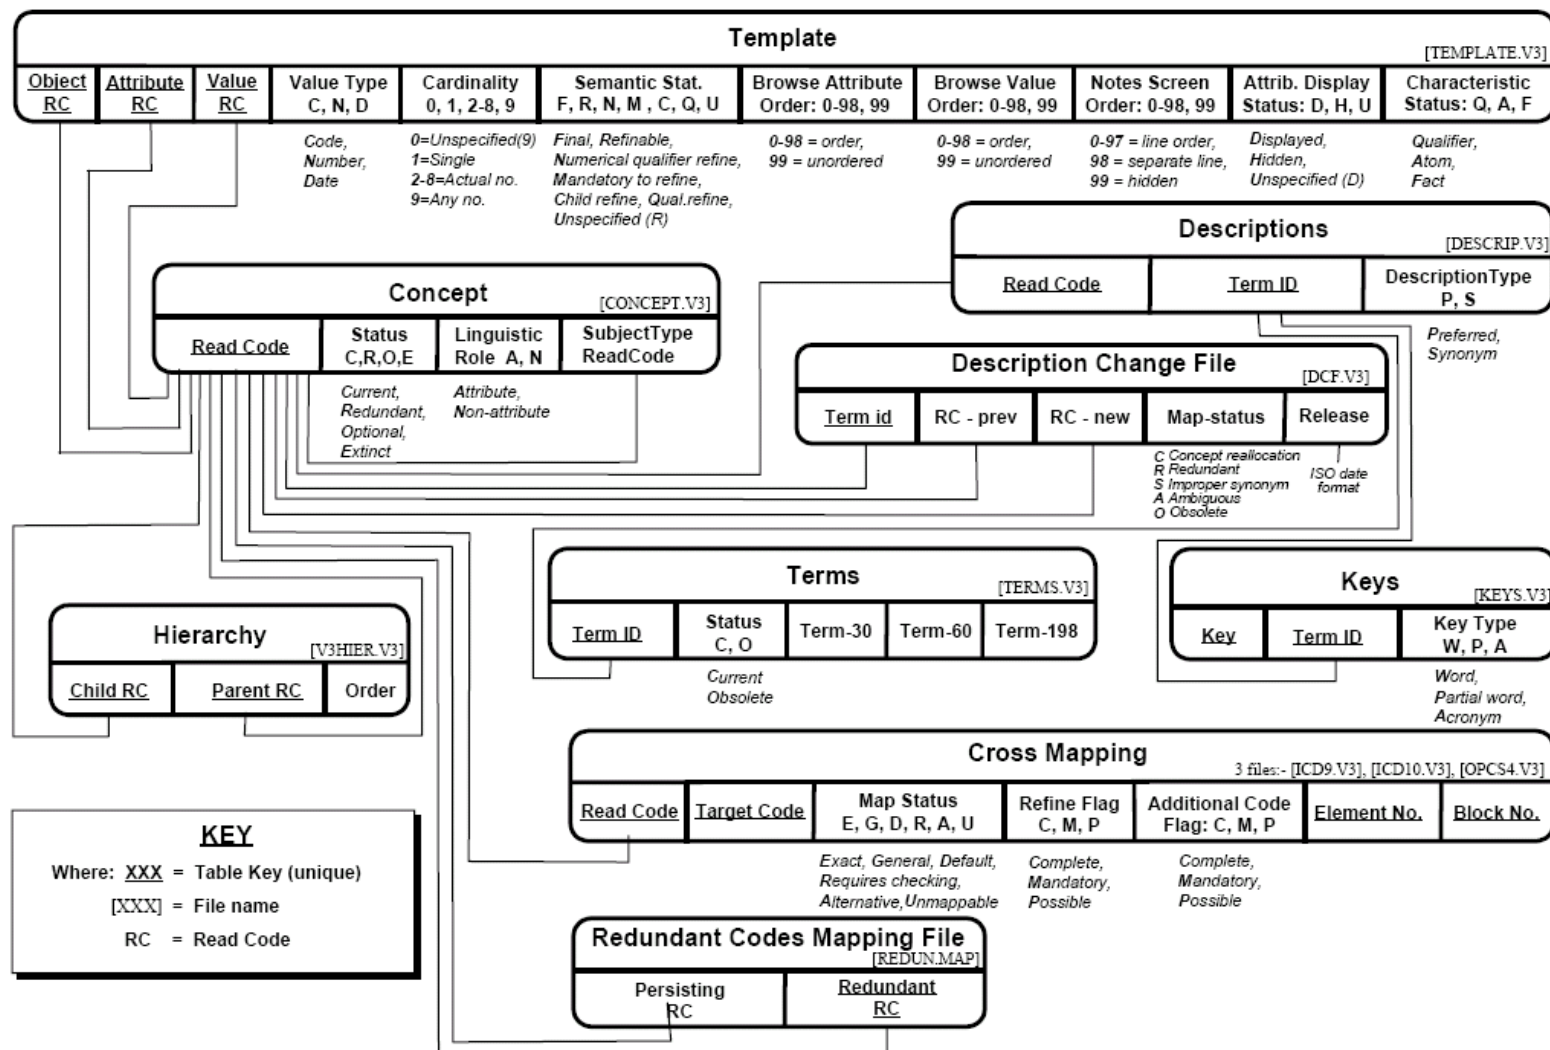 Template
[TEMPLATE.V3]
Object RC
Attribute RC
Value RC
Value Type C, N, D
Cardinality 0, 1, 2-8, 9
Semantic Stat. F, R, N, M , C, Q, U
Browse Attribute Order: 0-98, 99
Browse Value Order: 0-98, 99
Notes Screen Order: 0-98, 99
Attrib. Display Status: D, H, U
Characteristic Status: Q, A, F
Code,
Number,
Date
0=Unspecified(9)
1=Single
2-8=Actual no.
9=Any no.
Final, Refinable,
Numerical qualifier refine,
Mandatory to refine,
Child refine, Qual.refine,
Unspecified (R)
0-98 = order,
99 = unordered
0-98 = order,
99 = unordered
0-97 = line order,
98 = separate line,
99 = hidden
Displayed,
Hidden,
Unspecified (D)
Qualifier,
Atom,
Fact
Descriptions
[DESCRIP.V3]
Read Code
Term ID
DescriptionType
P, S
Preferred,
Synonym
Concept
[CONCEPT.V3]
Read Code
Status
C,R,O,E
Linguistic
Role A, N
SubjectType
ReadCode
Current,
Redundant,
Optional,
Extinct
Attribute,
Non-attribute
Description Change File
[DCF.V3]
Term id
RC - prev
RC - new
Map-status
Release
C Concept reallocation
R Redundant
S Improper synonym
A Ambiguous
O Obsolete
ISO date
format
Terms
[TERMS.V3]
Term ID
Status
C, O
Term-30
Term-60
Term-198
Current
Obsolete
Keys
[KEYS.V3]
Key
Term ID
Key Type
W, P, A
Word,
Partial word,
Acronym
Hierarchy
[V3HIER.V3]
Child RC
Parent RC
Order
Cross Mapping
3 files:- [ICD9.V3], [ICD10.V3], [OPCS4.V3]
Read Code
Target Code
Map Status
E, G, D, R, A, U
Refine Flag
C, M, P
Additional Code
Flag: C, M, P
Element No.
Block No.
Exact, General, Default,
Requires checking,
Alternative,Unmappable
Complete,
Mandatory,
Possible
Complete,
Mandatory,
Possible
KEY
Where: XXX = Table Key (unique)
[XXX] = File name
RC = Read Code
Redundant Codes Mapping File
[REDUN.MAP]
Persisting
RC
Redundant
RC